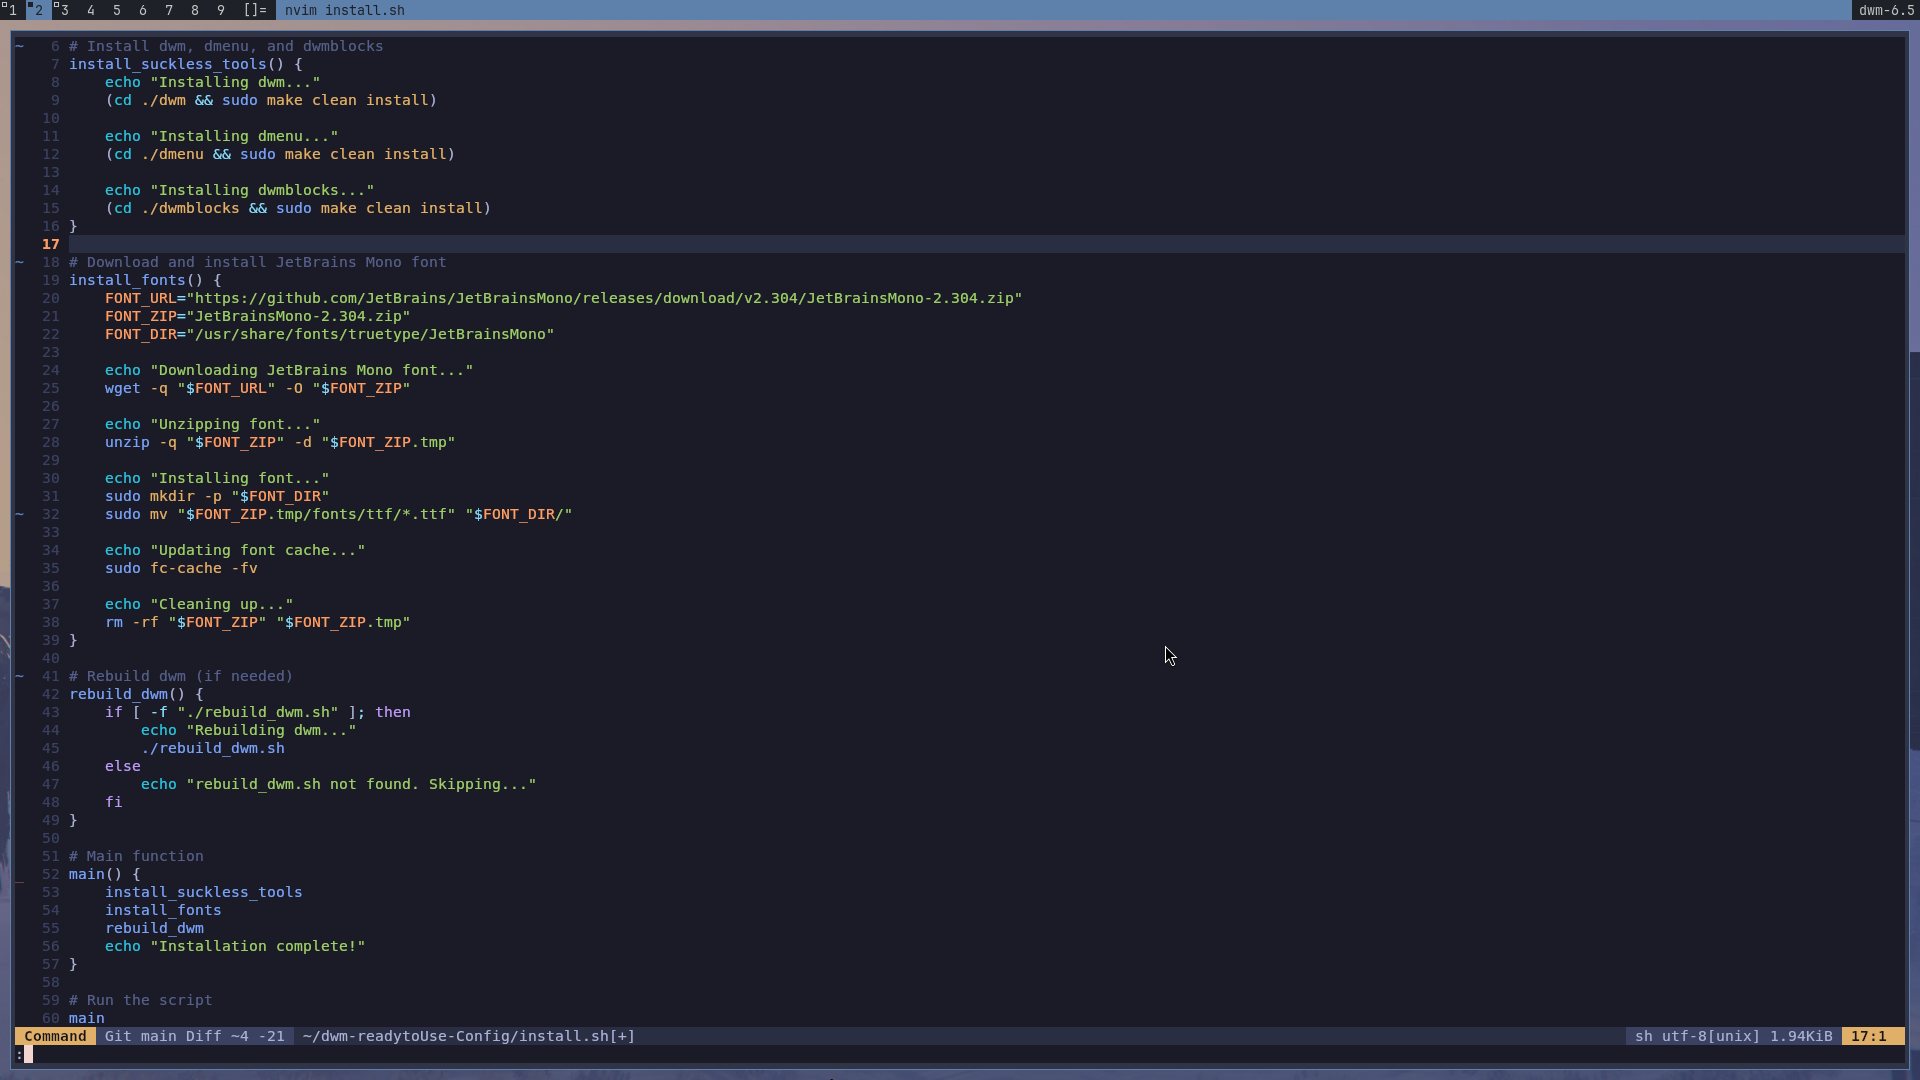 1 2 3 4 5 6 7 8 9 []= nvim install.sh dwm-6.5
~ 6 # Install dwm, dmenu, and dwmblocks
7 install_suckless_tools() {
8     echo "Installing dwm..."
9     (cd ./dwm && sudo make clean install)
10
11     echo "Installing dmenu..."
12     (cd ./dmenu && sudo make clean install)
13
14     echo "Installing dwmblocks..."
15     (cd ./dwmblocks && sudo make clean install)
16 }
17
~ 18 # Download and install JetBrains Mono font
19 install_fonts() {
20     FONT_URL="https://github.com/JetBrains/JetBrainsMono/releases/download/v2.304/JetBrainsMono-2.304.zip"
21     FONT_ZIP="JetBrainsMono-2.304.zip"
22     FONT_DIR="/usr/share/fonts/truetype/JetBrainsMono"
23
24     echo "Downloading JetBrains Mono font..."
25     wget -q "$FONT_URL" -O "$FONT_ZIP"
26
27     echo "Unzipping font..."
28     unzip -q "$FONT_ZIP" -d "$FONT_ZIP.tmp"
29
30     echo "Installing font..."
31     sudo mkdir -p "$FONT_DIR"
~ 32     sudo mv "$FONT_ZIP.tmp/fonts/ttf/*.ttf" "$FONT_DIR/"
33
34     echo "Updating font cache..."
35     sudo fc-cache -fv
36
37     echo "Cleaning up..."
38     rm -rf "$FONT_ZIP" "$FONT_ZIP.tmp"
39 }
40
~ 41 # Rebuild dwm (if needed)
42 rebuild_dwm() {
43     if [ -f "./rebuild_dwm.sh" ]; then
44         echo "Rebuilding dwm..."
45         ./rebuild_dwm.sh
46     else
47         echo "rebuild_dwm.sh not found. Skipping..."
48     fi
49 }
50
51 # Main function
_ 52 main() {
53     install_suckless_tools
54     install_fonts
55     rebuild_dwm
56     echo "Installation complete!"
57 }
58
59 # Run the script
60 main
Command Git main Diff ~4 -21 ~/dwm-readytoUse-Config/install.sh[+] sh utf-8[unix] 1.94KiB 17:1
: